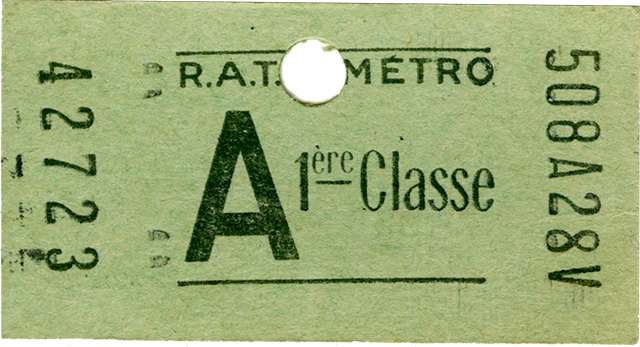 42723
R.A.T. MÉTRO
A 1ère Classe
508A28V